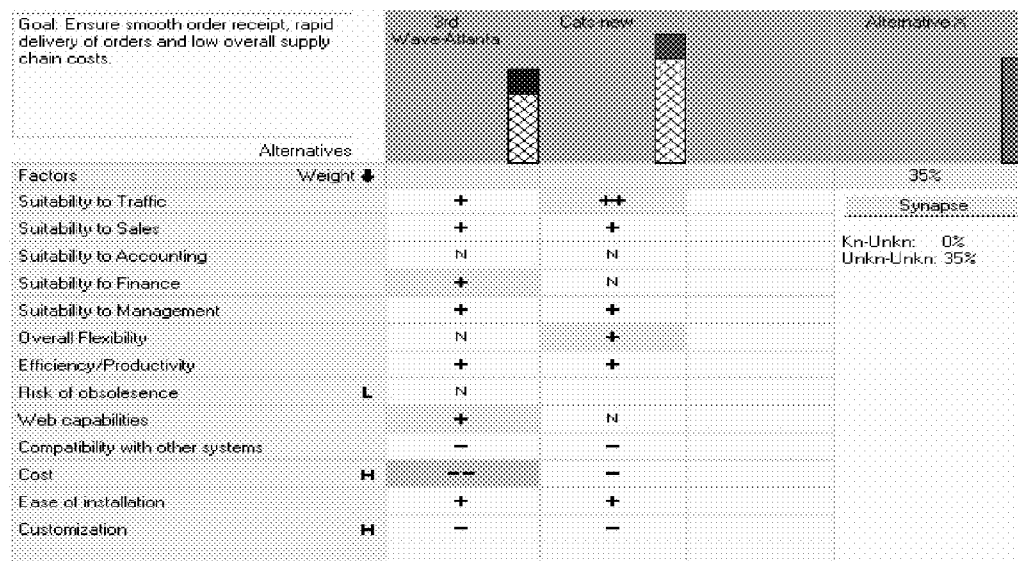 Goal: Ensure smooth order receipt, rapid
delivery of orders and low overall supply
chain costs.
3rd
Wave-Atlanta
Cats-new
Alternative
Alternatives
Factors Weight 35%
Suitability to Traffic + ++ Synapse
Suitability to Sales + +
Kn-Unkn: 0%
Suitability to Accounting N N
Unkn-Unkn: 35%
Suitability fo Finance + N
Suitability to Management + +
Overall Flexibility N +
Efficiency/Productivity + +
Risk of obsolesence L N
Web capabilities + N
Compatibility with other systems − −
Cost H −− −
Ease of installation + +
Customization H − −